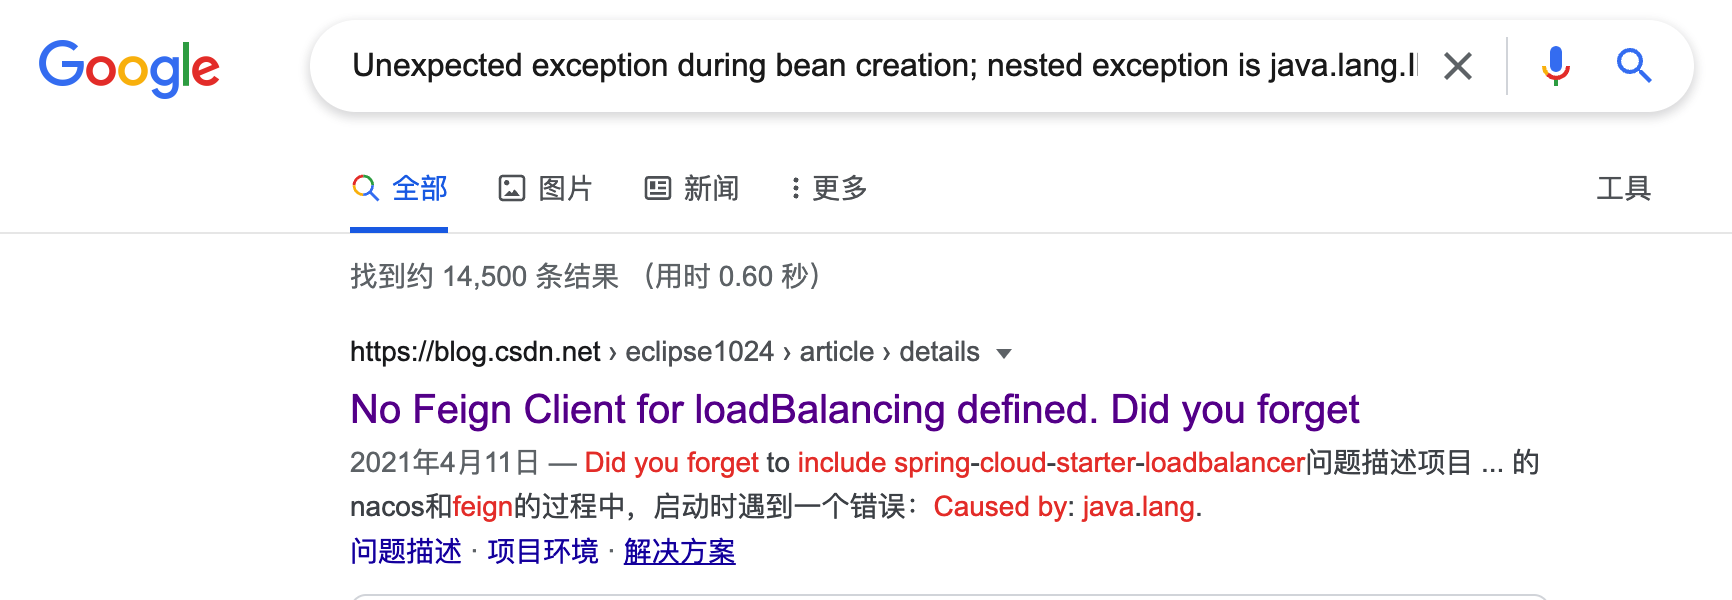 Google
Unexpected exception during bean creation; nested exception is java.lang.I
全部 图片 新闻 更多 工具
找到约 14,500 条结果 （用时 0.60 秒）
https://blog.csdn.net › eclipse1024 › article › details
No Feign Client for loadBalancing defined. Did you forget
2021年4月11日 — Did you forget to include spring-cloud-starter-loadbalancer问题描述项目 ... 的
nacos和feign的过程中，启动时遇到一个错误：Caused by: java.lang.
问题描述 · 项目环境 · 解决方案